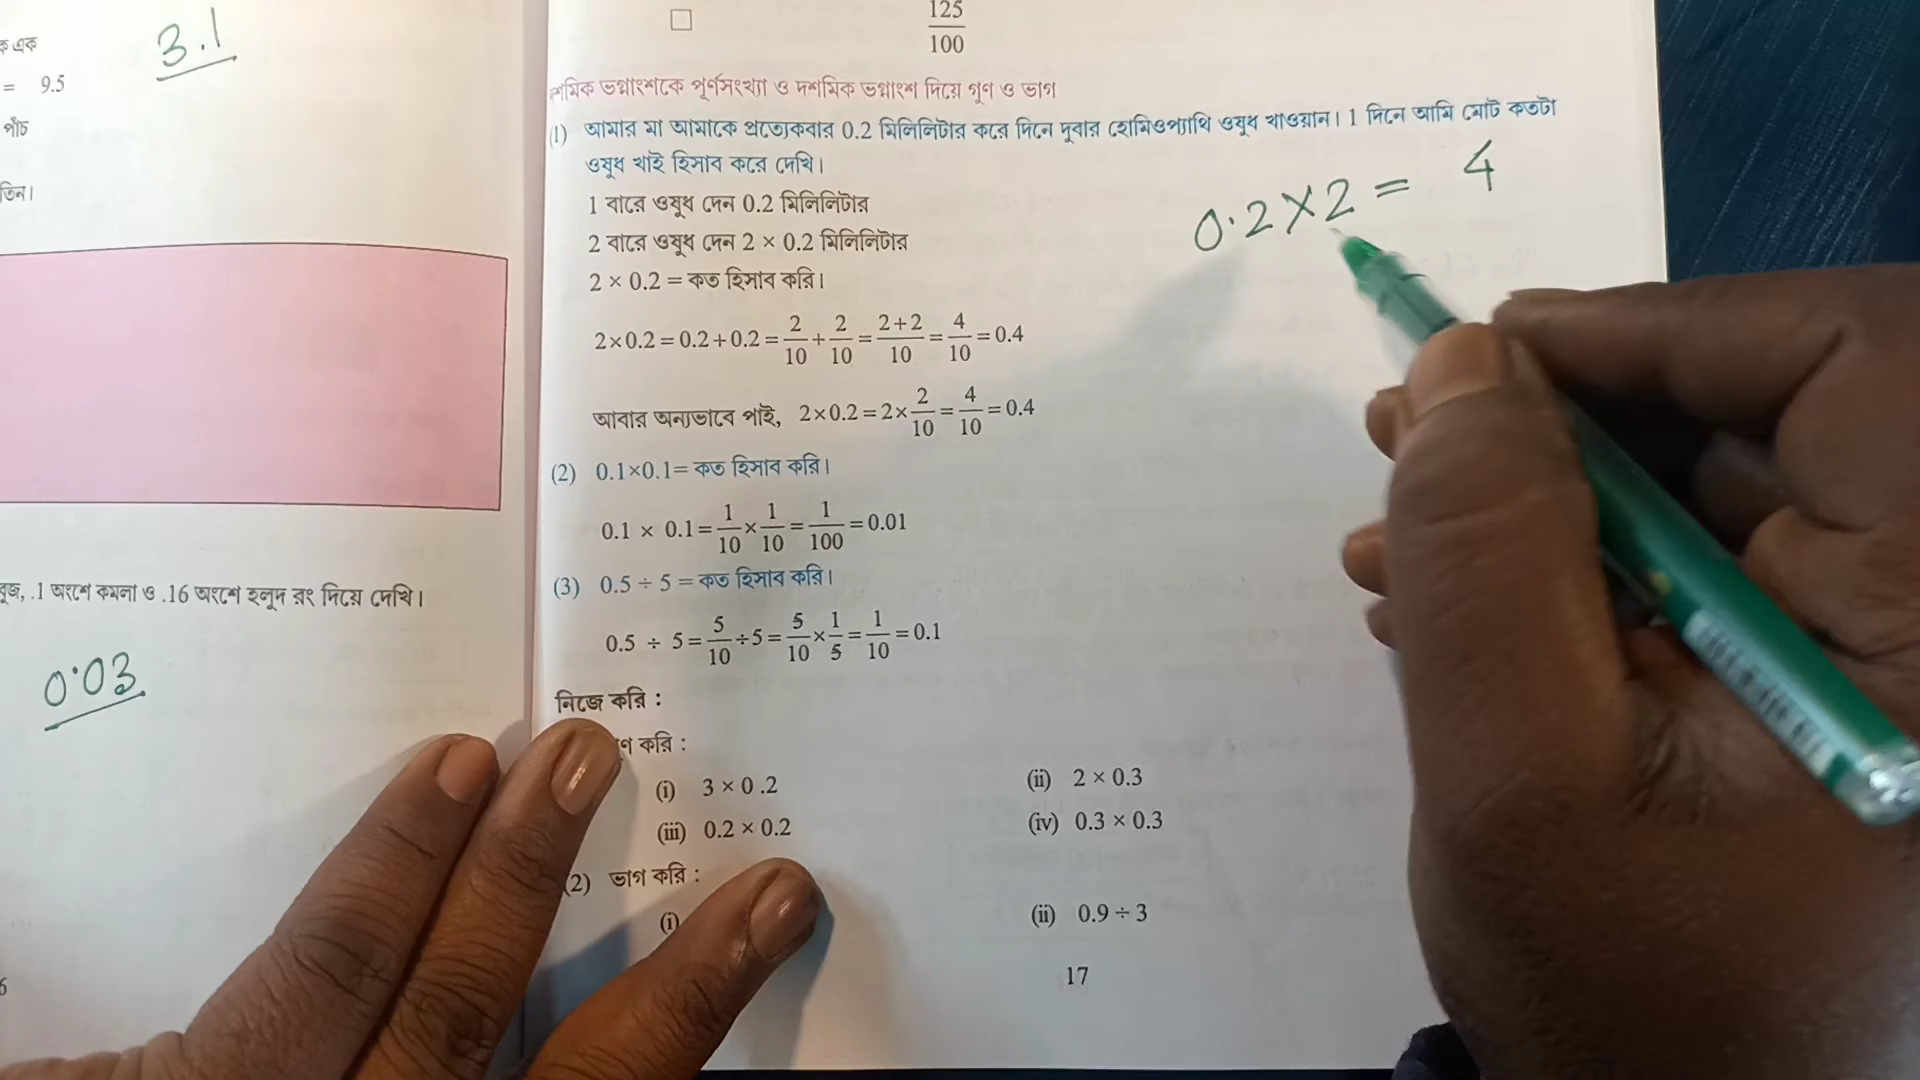 এক
= 9.5
3.1
পাঁচ
তিন।
.1 অংশে কমলা ও .16 অংশে হলুদ রং দিয়ে দেখি।
0.03
6
125
100
দশমিক ভগ্নাংশকে পূর্ণসংখ্যা ও দশমিক ভগ্নাংশ দিয়ে গুণ ও ভাগ
(1) আমার মা আমাকে প্রত্যেকবার 0.2 মিলিলিটার করে দিনে দুবার হোমিওপ্যাথি ওষুধ খাওয়ান। 1 দিনে আমি মোট কতটা
ওষুধ খাই হিসাব করে দেখি।
0.2 × 2 = 4
1 বারে ওষুধ দেন 0.2 মিলিলিটার
2 বারে ওষুধ দেন 2 × 0.2 মিলিলিটার
2 × 0.2 = কত হিসাব করি।
2×0.2 = 0.2+0.2 = 2/10 + 2/10 = 2+2/10 = 4/10 = 0.4
আবার অন্যভাবে পাই, 2×0.2 = 2× 2/10 = 4/10 = 0.4
(2) 0.1×0.1= কত হিসাব করি।
0.1 × 0.1 = 1/10 × 1/10 = 1/100 = 0.01
(3) 0.5 ÷ 5 = কত হিসাব করি।
0.5 ÷ 5 = 5/10 ÷5 = 5/10 × 1/5 = 1/10 = 0.1
নিজে করি :
করি :
(i) 3 × 0 .2 (ii) 2 × 0.3
(iii) 0.2 × 0.2 (iv) 0.3 × 0.3
(2) ভাগ করি :
(i) (ii) 0.9 ÷ 3
17